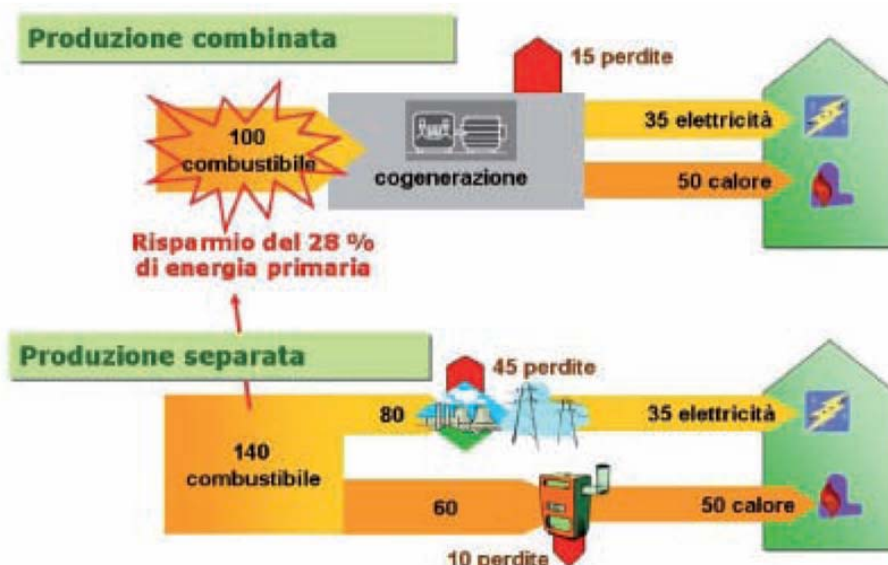 Produzione combinata
15 perdite
100
combustibile
cogenerazione
35 elettricità
50 calore
Risparmio del 28 %
di energia primaria
Produzione separata
45 perdite
80
35 elettricità
140
combustibile
60
50 calore
10 perdite